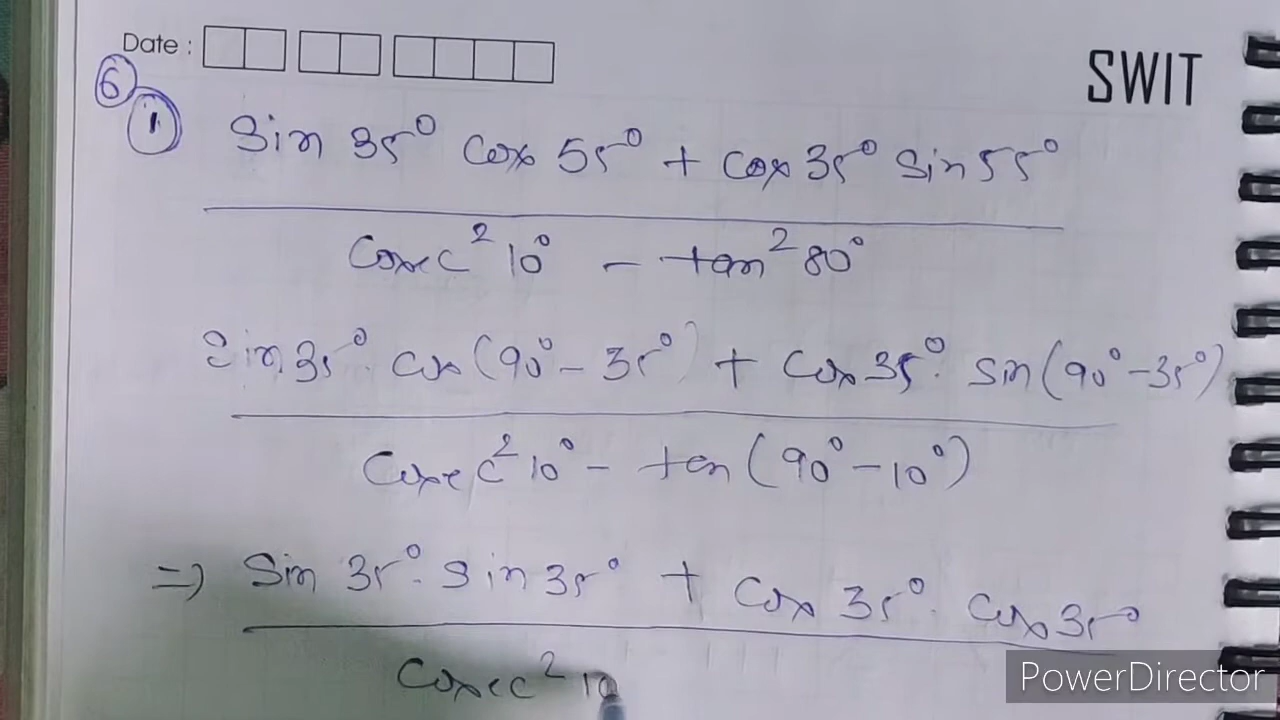 Date :
SWIT
6
1
Sin 35° Cos 55° + Cos 35° Sin 55°
Cosec² 10° - tan² 80°
Sin 35° . Cos (90° - 35°) + Cos 35° . Sin (90° - 35°)
Cosec² 10° - tan (90° - 10°)
=) Sin 35° . Sin 35° + Cos 35° . Cos 35°
Cosec² 10
PowerDirector